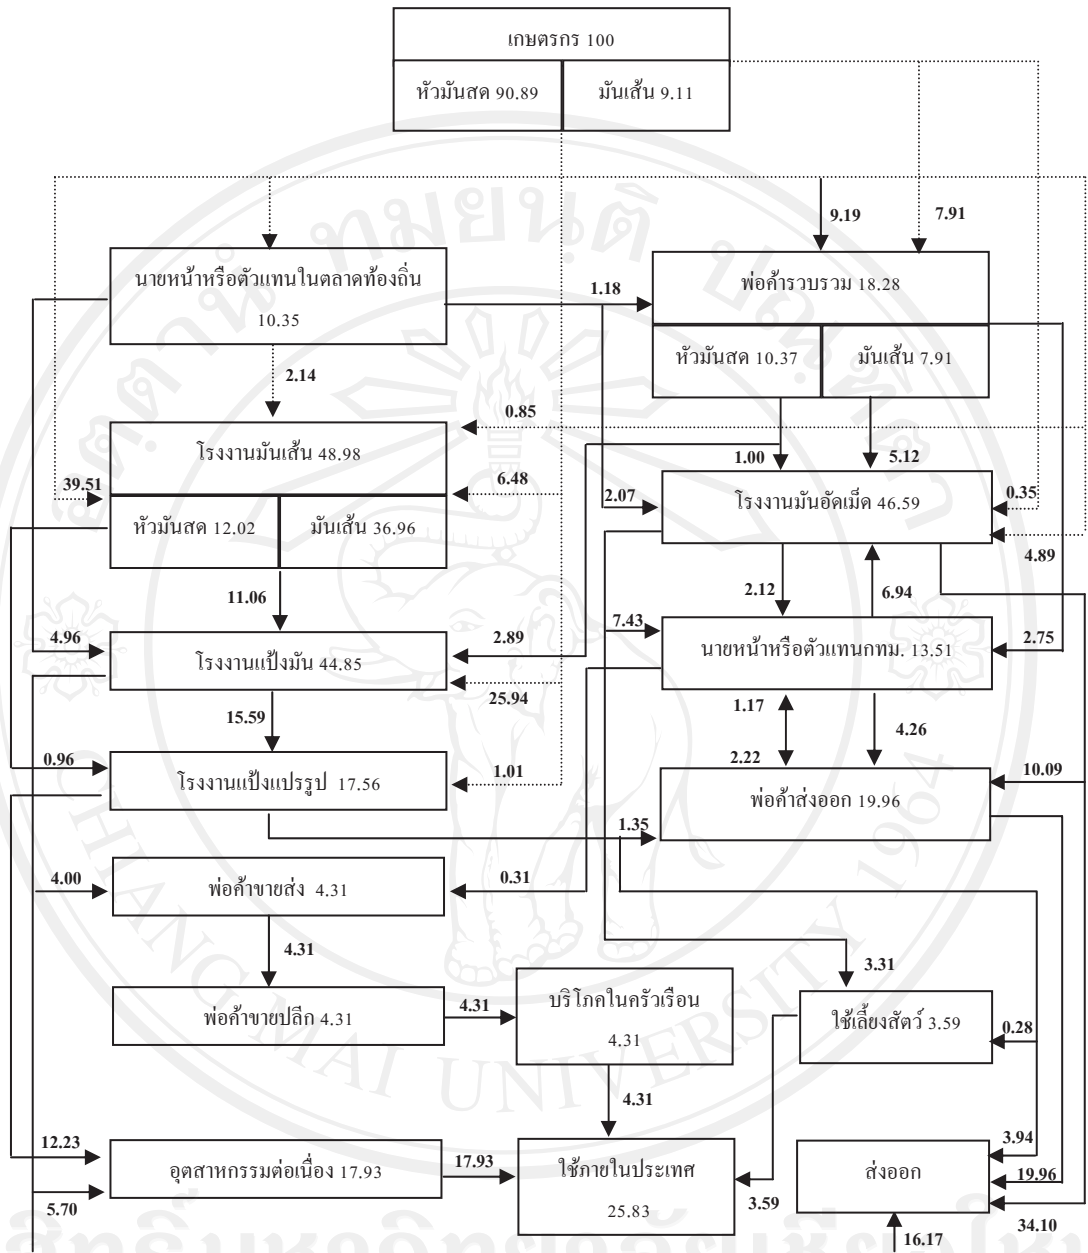 เกษตรกร 100
หัวมันสด 90.89
มันเส้น 9.11
9.19
7.91
นายหน้าหรือตัวแทนในตลาดท้องถิ่น
10.35
1.18
พ่อค้ารวบรวม 18.28
หัวมันสด 10.37
มันเส้น 7.91
2.14
0.85
โรงงานมันเส้น 48.98
1.00
5.12
39.51
6.48
2.07
โรงงานมันอัดเม็ด 46.59
0.35
หัวมันสด 12.02
มันเส้น 36.96
4.89
11.06
2.12
6.94
4.96
โรงงานแป้งมัน 44.85
2.89
7.43
นายหน้าหรือตัวแทนกทม. 13.51
2.75
25.94
15.59
1.17
4.26
0.96
โรงงานแป้งแปรรูป 17.56
1.01
2.22
10.09
พ่อค้าส่งออก 19.96
1.35
4.00
พ่อค้าขายส่ง 4.31
0.31
4.31
3.31
พ่อค้าขายปลีก 4.31
4.31
บริโภคในครัวเรือน
4.31
ใช้เลี้ยงสัตว์ 3.59
0.28
4.31
12.23
อุตสาหกรรมต่อเนื่อง 17.93
17.93
ใช้ภายในประเทศ
25.83
3.59
ส่งออก
3.94
19.96
5.70
34.10
16.17
CHIANG MAI UNIVERSITY 1964